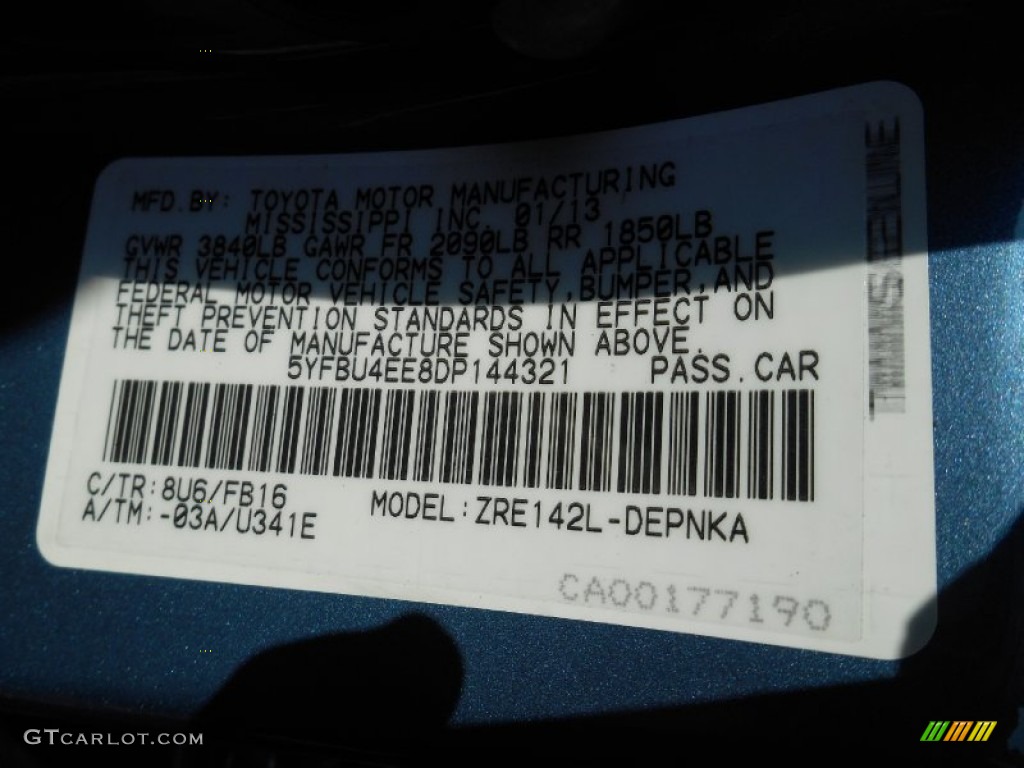 MFD.BY: TOYOTA MOTOR MANUFACTURING
MISSISSIPPI INC. 01/13
GVWR 3840LB GAWR FR 2090LB RR 1850LB
THIS VEHICLE CONFORMS TO ALL APPLICABLE
FEDERAL MOTOR VEHICLE SAFETY, BUMPER, AND
THEFT PREVENTION STANDARDS IN EFFECT ON
THE DATE OF MANUFACTURE SHOWN ABOVE.
5YFBU4EE8DP144321 PASS.CAR
C/TR:8U6/FB16
A/TM:-03A/U341E
MODEL:ZRE142L-DEPNKA
CA00177190
GTCARLOT.COM